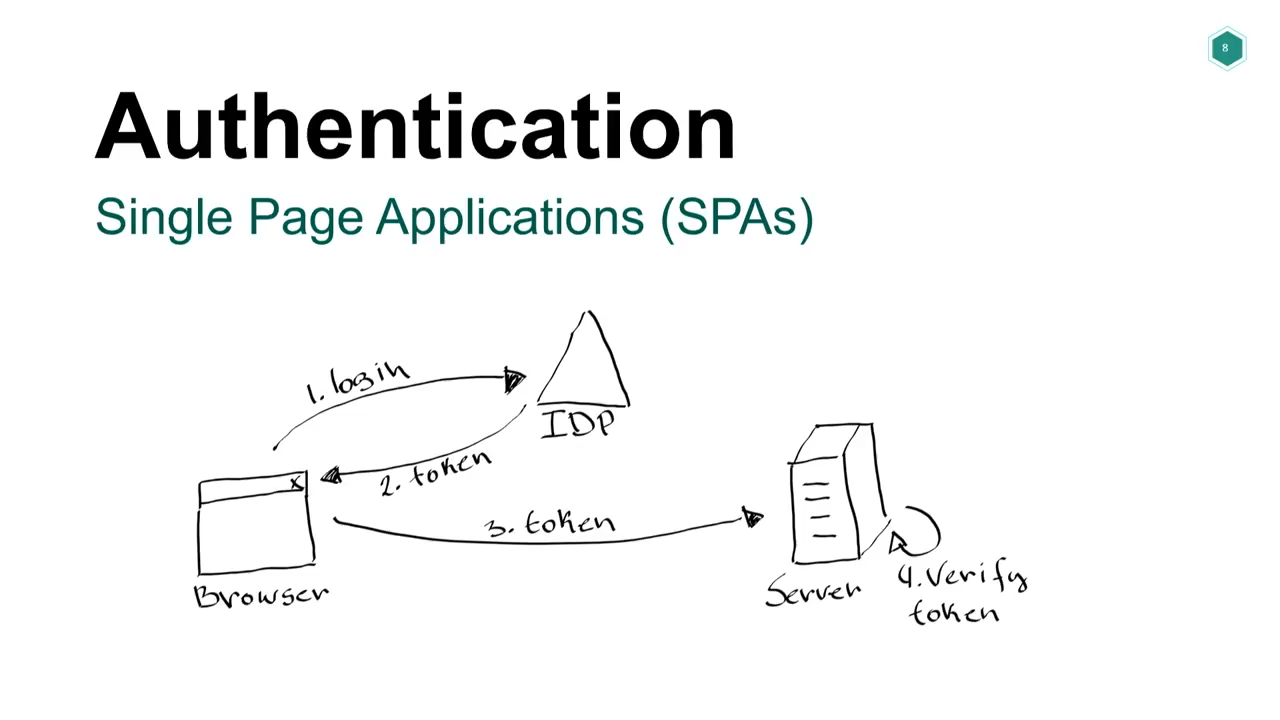 8
Authentication
Single Page Applications (SPAs)
1. login
IDP
2. token
x
3. token
Browser
Server
4. Verify
token